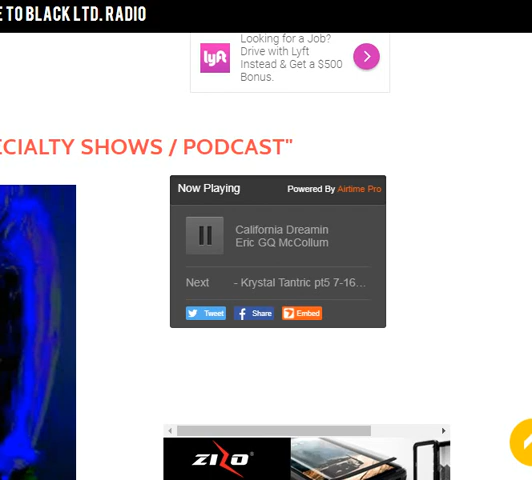 E TO BLACK LTD. RADIO
Looking for a Job?
Drive with Lyft
Instead & Get a $500
Bonus.
lyft
ECIALTY SHOWS / PODCAST"
Now Playing
Powered By Airtime Pro
California Dreamin
Eric GQ McCollum
Next - Krystal Tantric pt5 7-16...
Tweet Share Embed
ZIZO